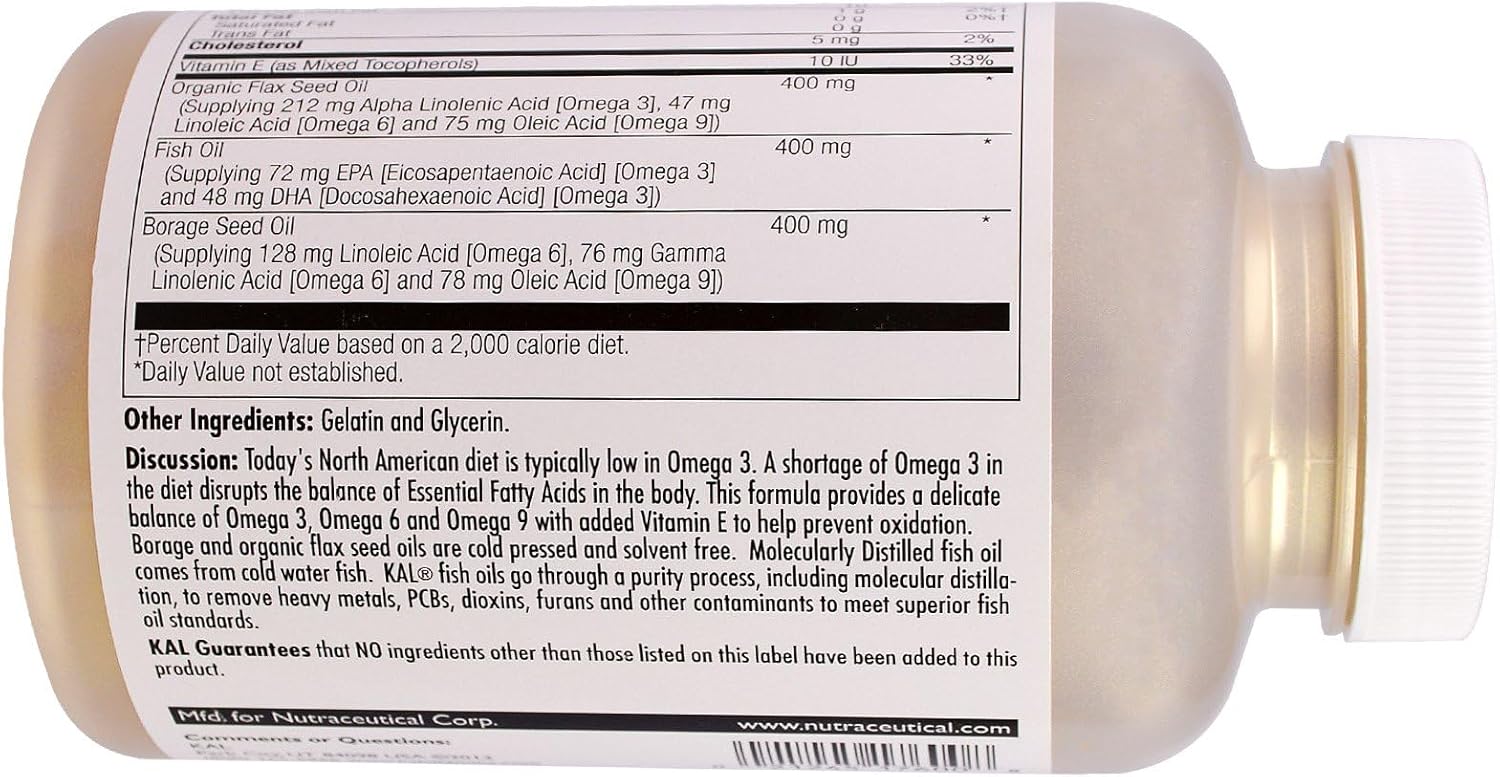 Total Fat 1 g 2%†
Saturated Fat 0 g 0%†
Trans Fat 0 g
Cholesterol 5 mg 2%
Vitamin E (as Mixed Tocopherols) 10 IU 33%
Organic Flax Seed Oil 400 mg *
(Supplying 212 mg Alpha Linolenic Acid [Omega 3], 47 mg
Linoleic Acid [Omega 6] and 75 mg Oleic Acid [Omega 9])
Fish Oil 400 mg *
(Supplying 72 mg EPA [Eicosapentaenoic Acid] [Omega 3]
and 48 mg DHA [Docosahexaenoic Acid] [Omega 3])
Borage Seed Oil 400 mg *
(Supplying 128 mg Linoleic Acid [Omega 6], 76 mg Gamma
Linolenic Acid [Omega 6] and 78 mg Oleic Acid [Omega 9])
†Percent Daily Value based on a 2,000 calorie diet.
*Daily Value not established.
Other Ingredients: Gelatin and Glycerin.
Discussion: Today's North American diet is typically low in Omega 3. A shortage of Omega 3 in
the diet disrupts the balance of Essential Fatty Acids in the body. This formula provides a delicate
balance of Omega 3, Omega 6 and Omega 9 with added Vitamin E to help prevent oxidation.
Borage and organic flax seed oils are cold pressed and solvent free. Molecularly Distilled fish oil
comes from cold water fish. KAL® fish oils go through a purity process, including molecular distilla-
tion, to remove heavy metals, PCBs, dioxins, furans and other contaminants to meet superior fish
oil standards.
KAL Guarantees that NO ingredients other than those listed on this label have been added to this
product.
Mfd. for Nutraceutical Corp. www.nutraceutical.com
Comments or Questions:
KAL
Park City, UT 84098 USA